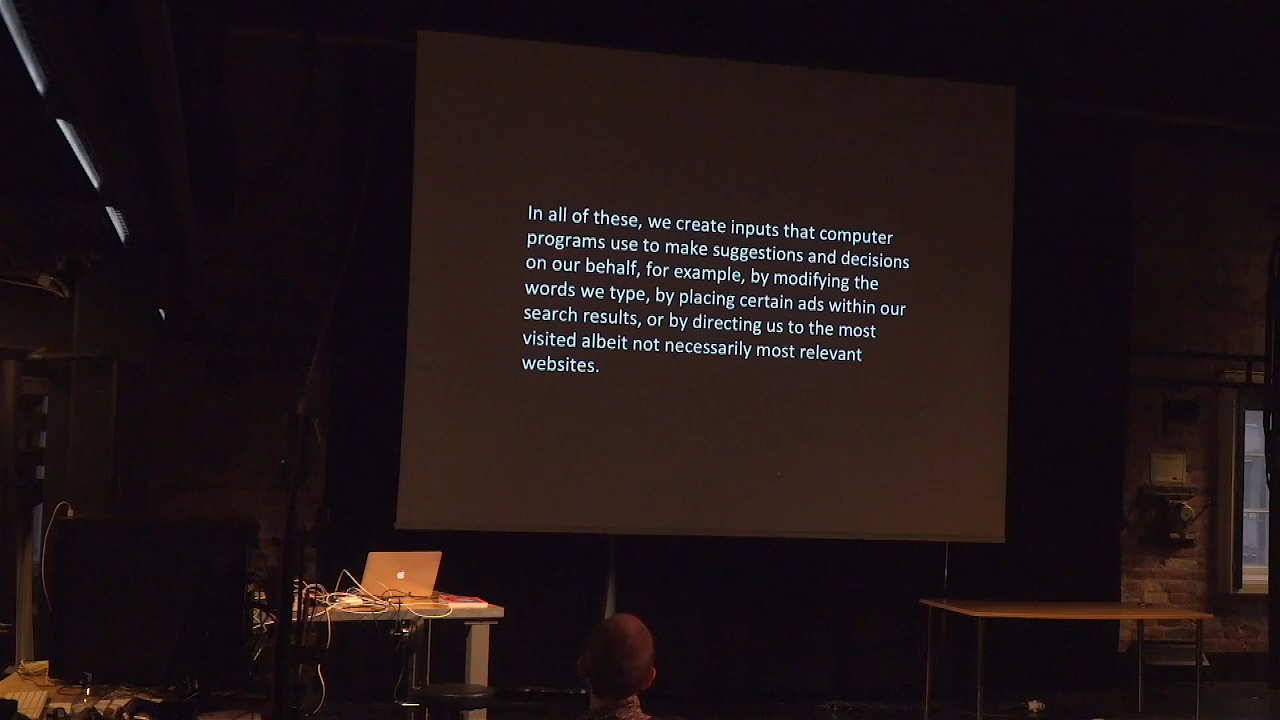 In all of these, we create inputs that computer
programs use to make suggestions and decisions
on our behalf, for example, by modifying the
words we type, by placing certain ads within our
search results, or by directing us to the most
visited albeit not necessarily most relevant
websites.